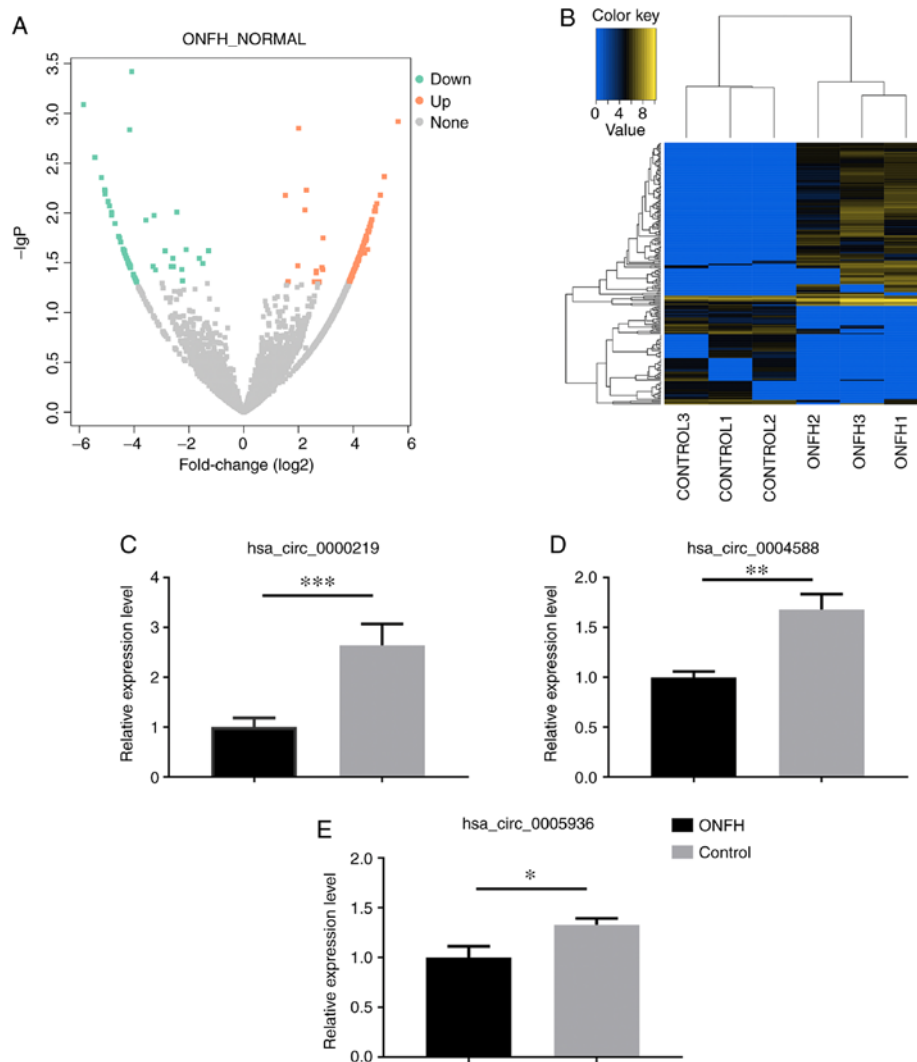 A
ONFH_NORMAL
3.5
3.0
2.5
2.0
1.5
1.0
0.5
0.0
-lgP
−6 −4 −2 0 2 4 6
Fold-change (log2)
Down
Up
None
B
Color key
0 4 6 8
Value
CONTROL3
CONTROL1
CONTROL2
ONFH2
ONFH3
ONFH1
C
hsa_circ_0000219
***
Relative expression level
4
3
2
1
0
D
hsa_circ_0004588
**
Relative expression level
2.0
1.5
1.0
0.5
0.0
E
hsa_circ_0005936
*
Relative expression level
2.0
1.5
1.0
0.5
0.0
ONFH
Control